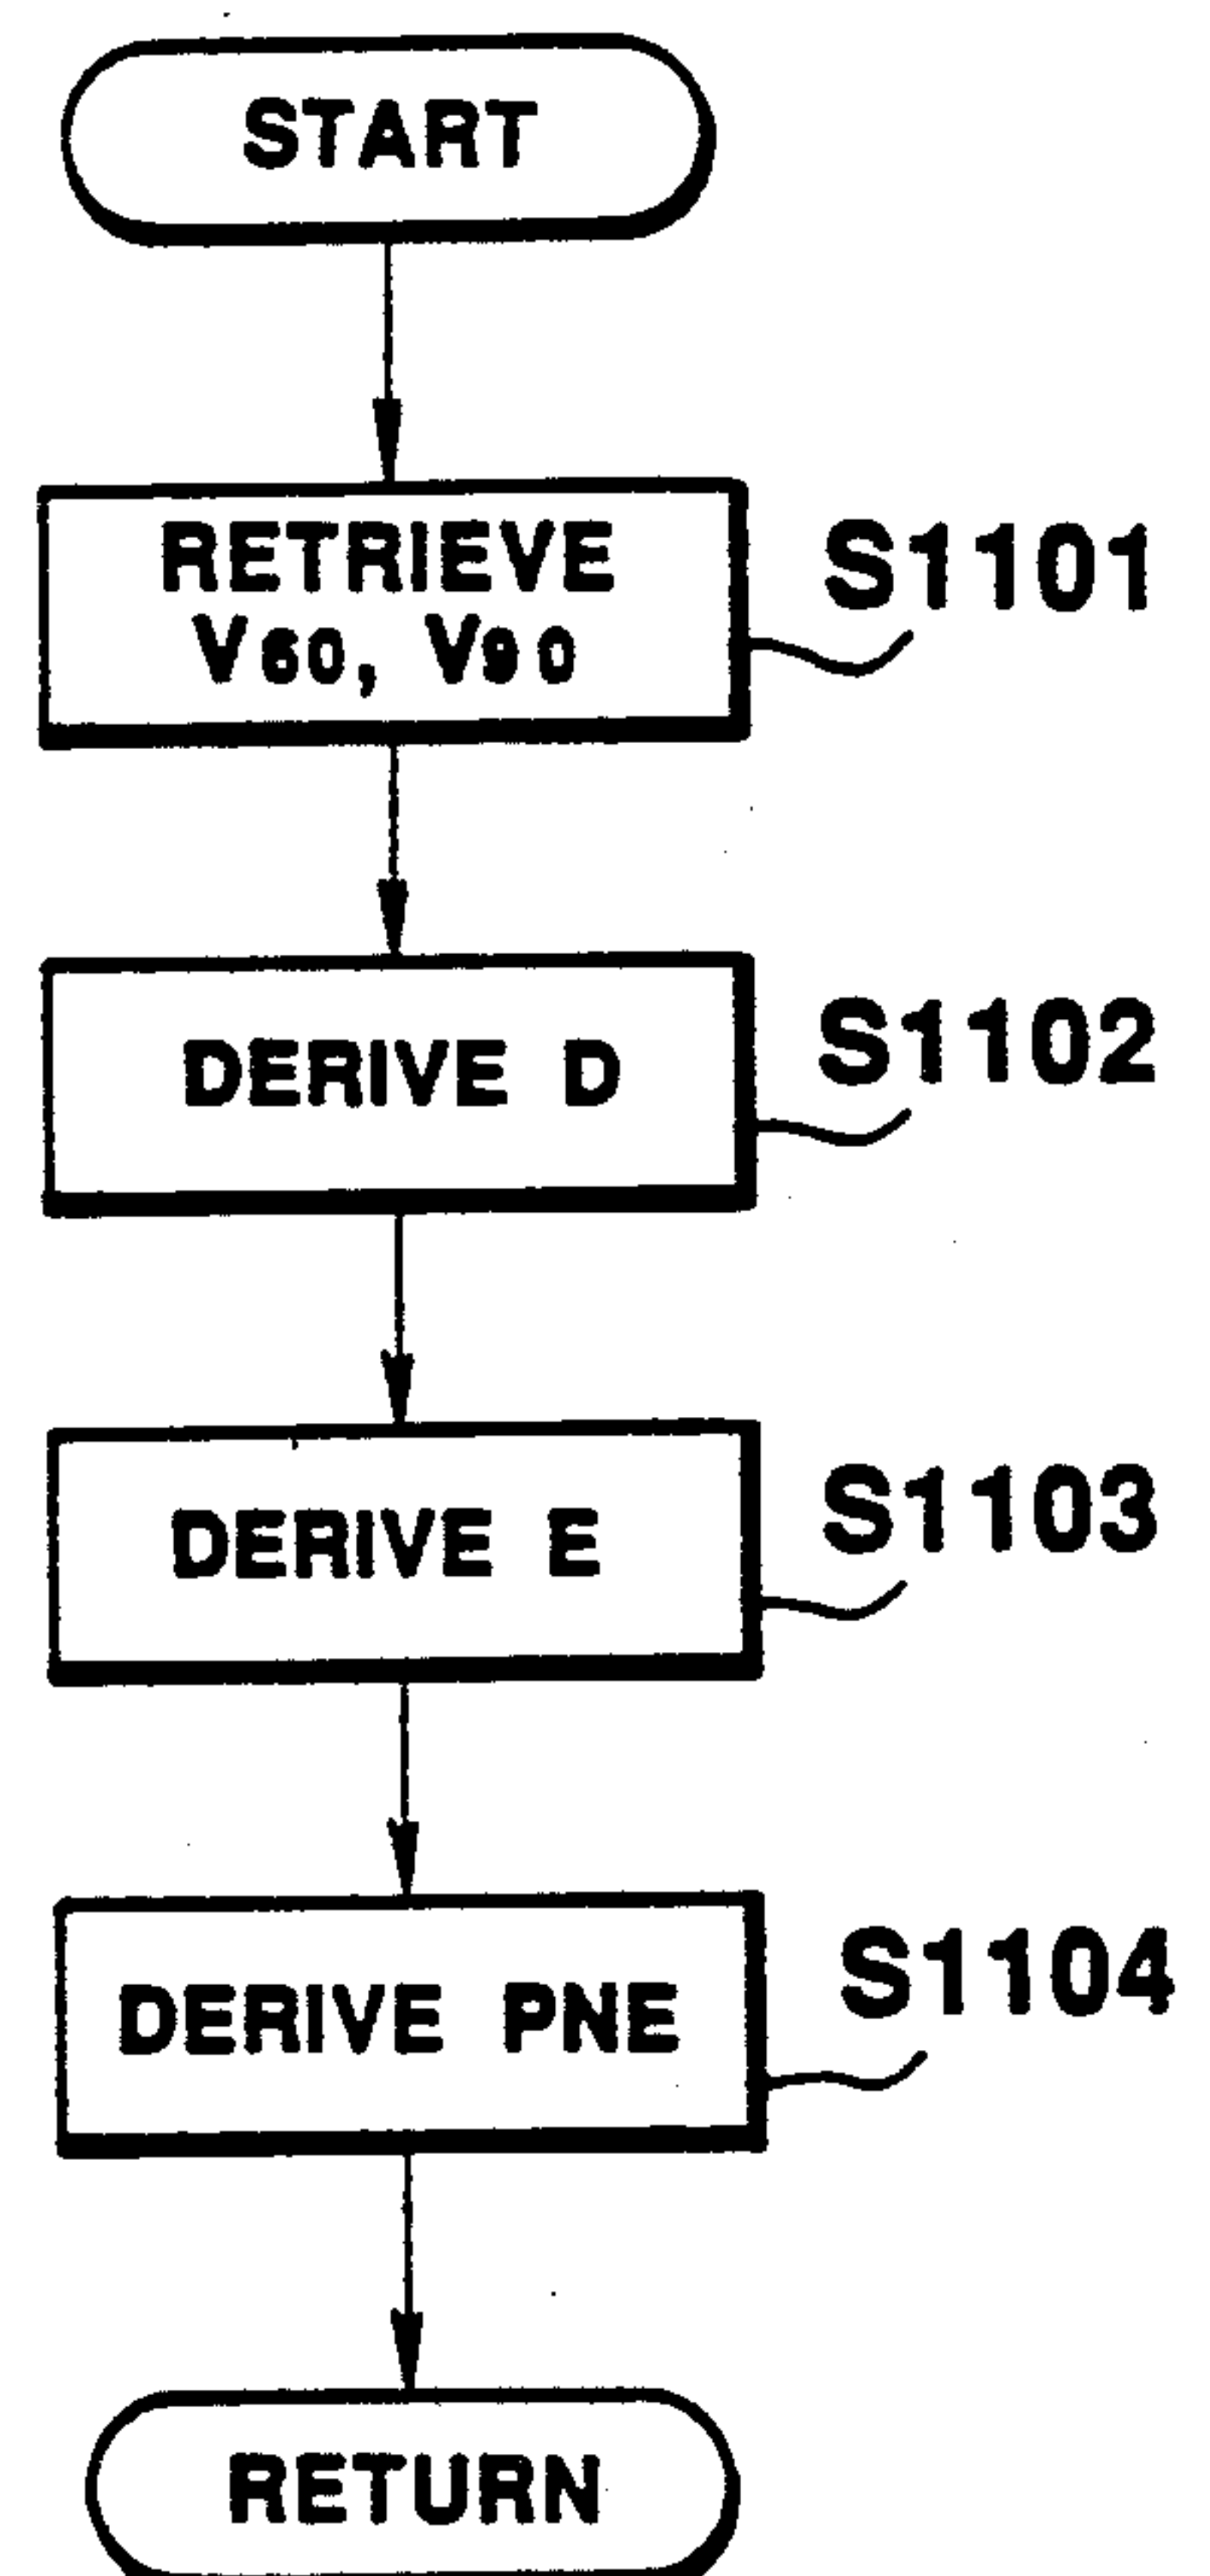 START
RETRIEVE
V60, V90
S1101
DERIVE D
S1102
DERIVE E
S1103
DERIVE PNE
S1104
RETURN